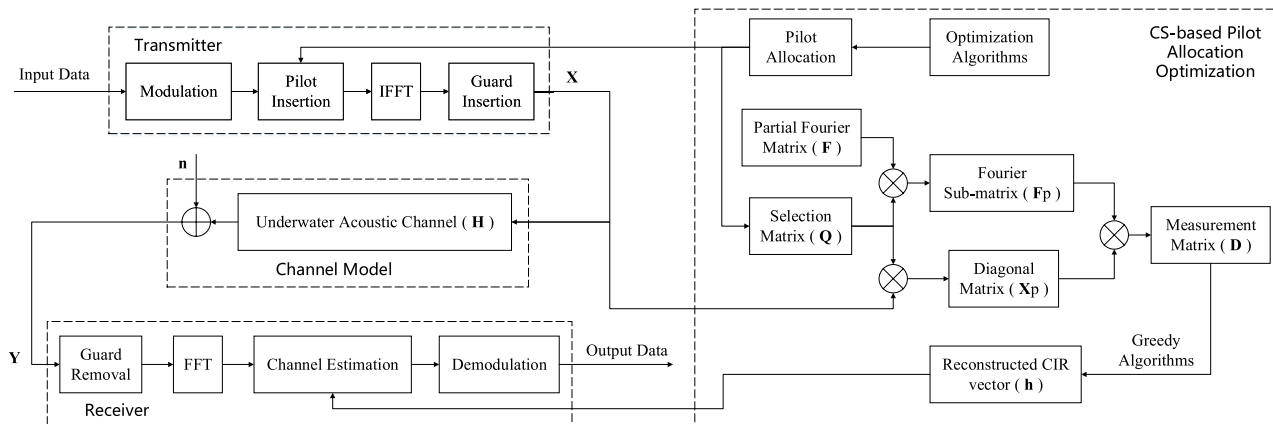 Transmitter
Input Data
Modulation
Pilot
Insertion
IFFT
Guard
Insertion
X
Pilot
Allocation
Optimization
Algorithms
CS-based Pilot
Allocation
Optimization
Partial Fourier
Matrix ( F )
n
Underwater Acoustic Channel ( H )
Channel Model
Selection
Matrix ( Q )
Fourier
Sub-matrix ( Fp )
Diagonal
Matrix ( Xp )
Measurement
Matrix ( D )
Y
Guard
Removal
FFT
Channel Estimation
Demodulation
Output Data
Receiver
Reconstructed CIR
vector ( h )
Greedy
Algorithms